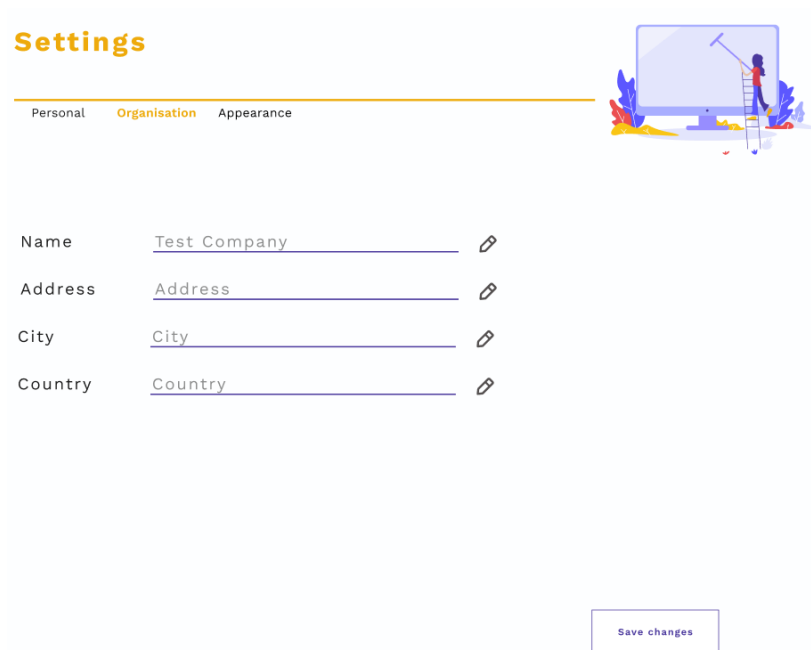 Settings
Personal Organisation Appearance
Name Test Company
Address Address
City City
Country Country
Save changes